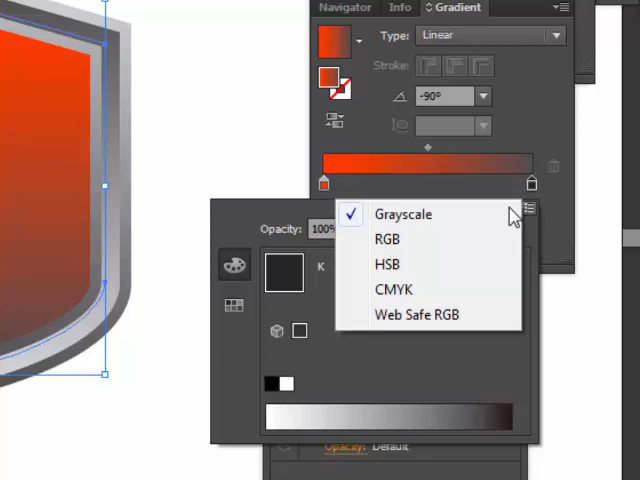 Navigator Info Gradient
Type: Linear
Stroke:
-90°
Opacity: 100%
K
Grayscale
RGB
HSB
CMYK
Web Safe RGB
Opacity: Default